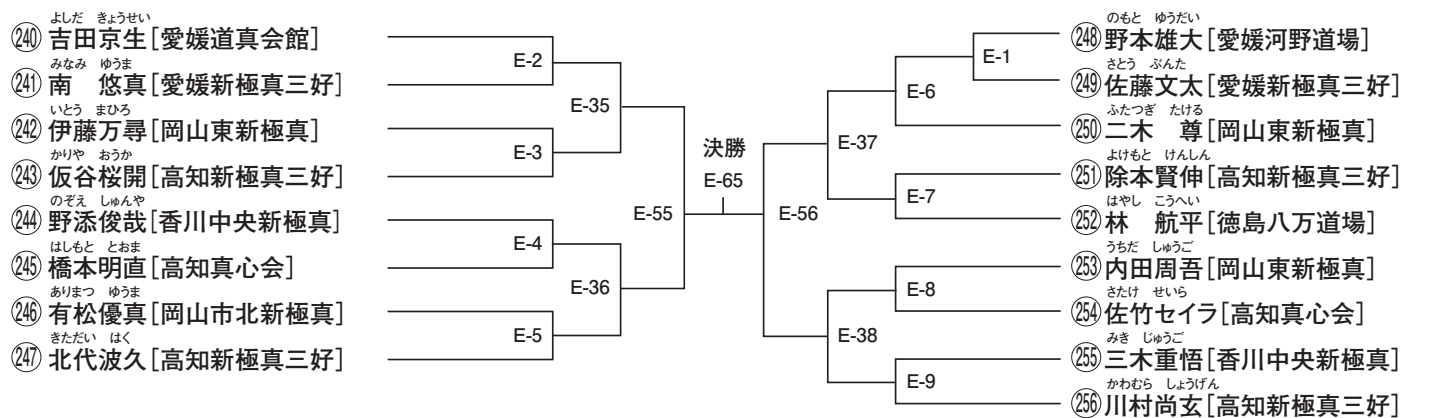 よしだ きょうせい
240 吉田京生[愛媛道真会館]
みなみ ゆうま
241 南 悠真[愛媛新極真三好]
いとう まひろ
242 伊藤万尋[岡山東新極真]
かりや おうか
243 仮谷桜開[高知新極真三好]
のぞえ しゅんや
244 野添俊哉[香川中央新極真]
はしもと とおま
245 橋本明直[高知真心会]
ありまつ ゆうま
246 有松優真[岡山市北新極真]
きただい はく
247 北代波久[高知新極真三好]
E-2
E-3
E-4
E-5
E-35
E-36
E-55
決勝
E-65
E-56
E-37
E-38
E-6
E-7
E-8
E-9
E-1
のもと ゆうだい
248 野本雄大[愛媛河野道場]
さとう ぶんた
249 佐藤文太[愛媛新極真三好]
ふたつぎ たける
250 二木 尊[岡山東新極真]
よけもと けんしん
251 除本賢伸[高知新極真三好]
はやし こうへい
252 林 航平[徳島八万道場]
うちだ しゅうご
253 内田周吾[岡山東新極真]
さたけ せいら
254 佐竹セイラ[高知真心会]
みき じゅうご
255 三木重悟[香川中央新極真]
かわむら しょうげん
256 川村尚玄[高知新極真三好]